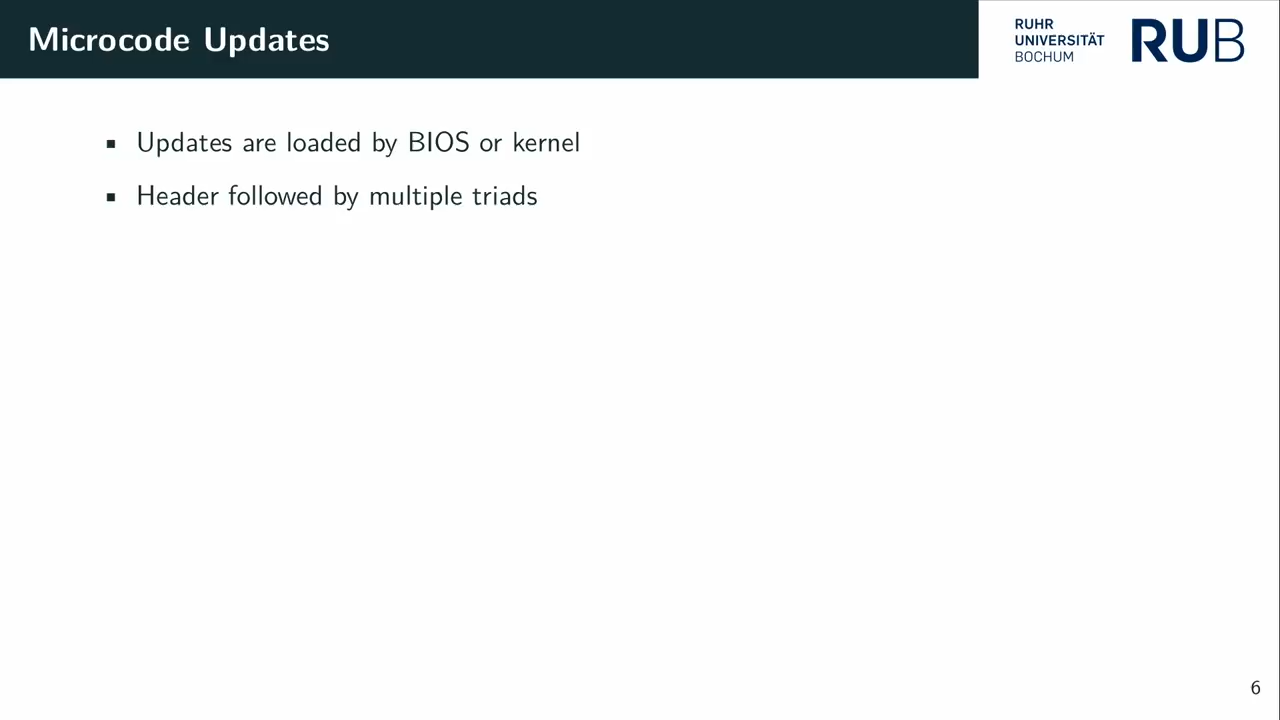 Microcode Updates
RUHR
UNIVERSITÄT
BOCHUM
RUB
▪ Updates are loaded by BIOS or kernel
▪ Header followed by multiple triads
6